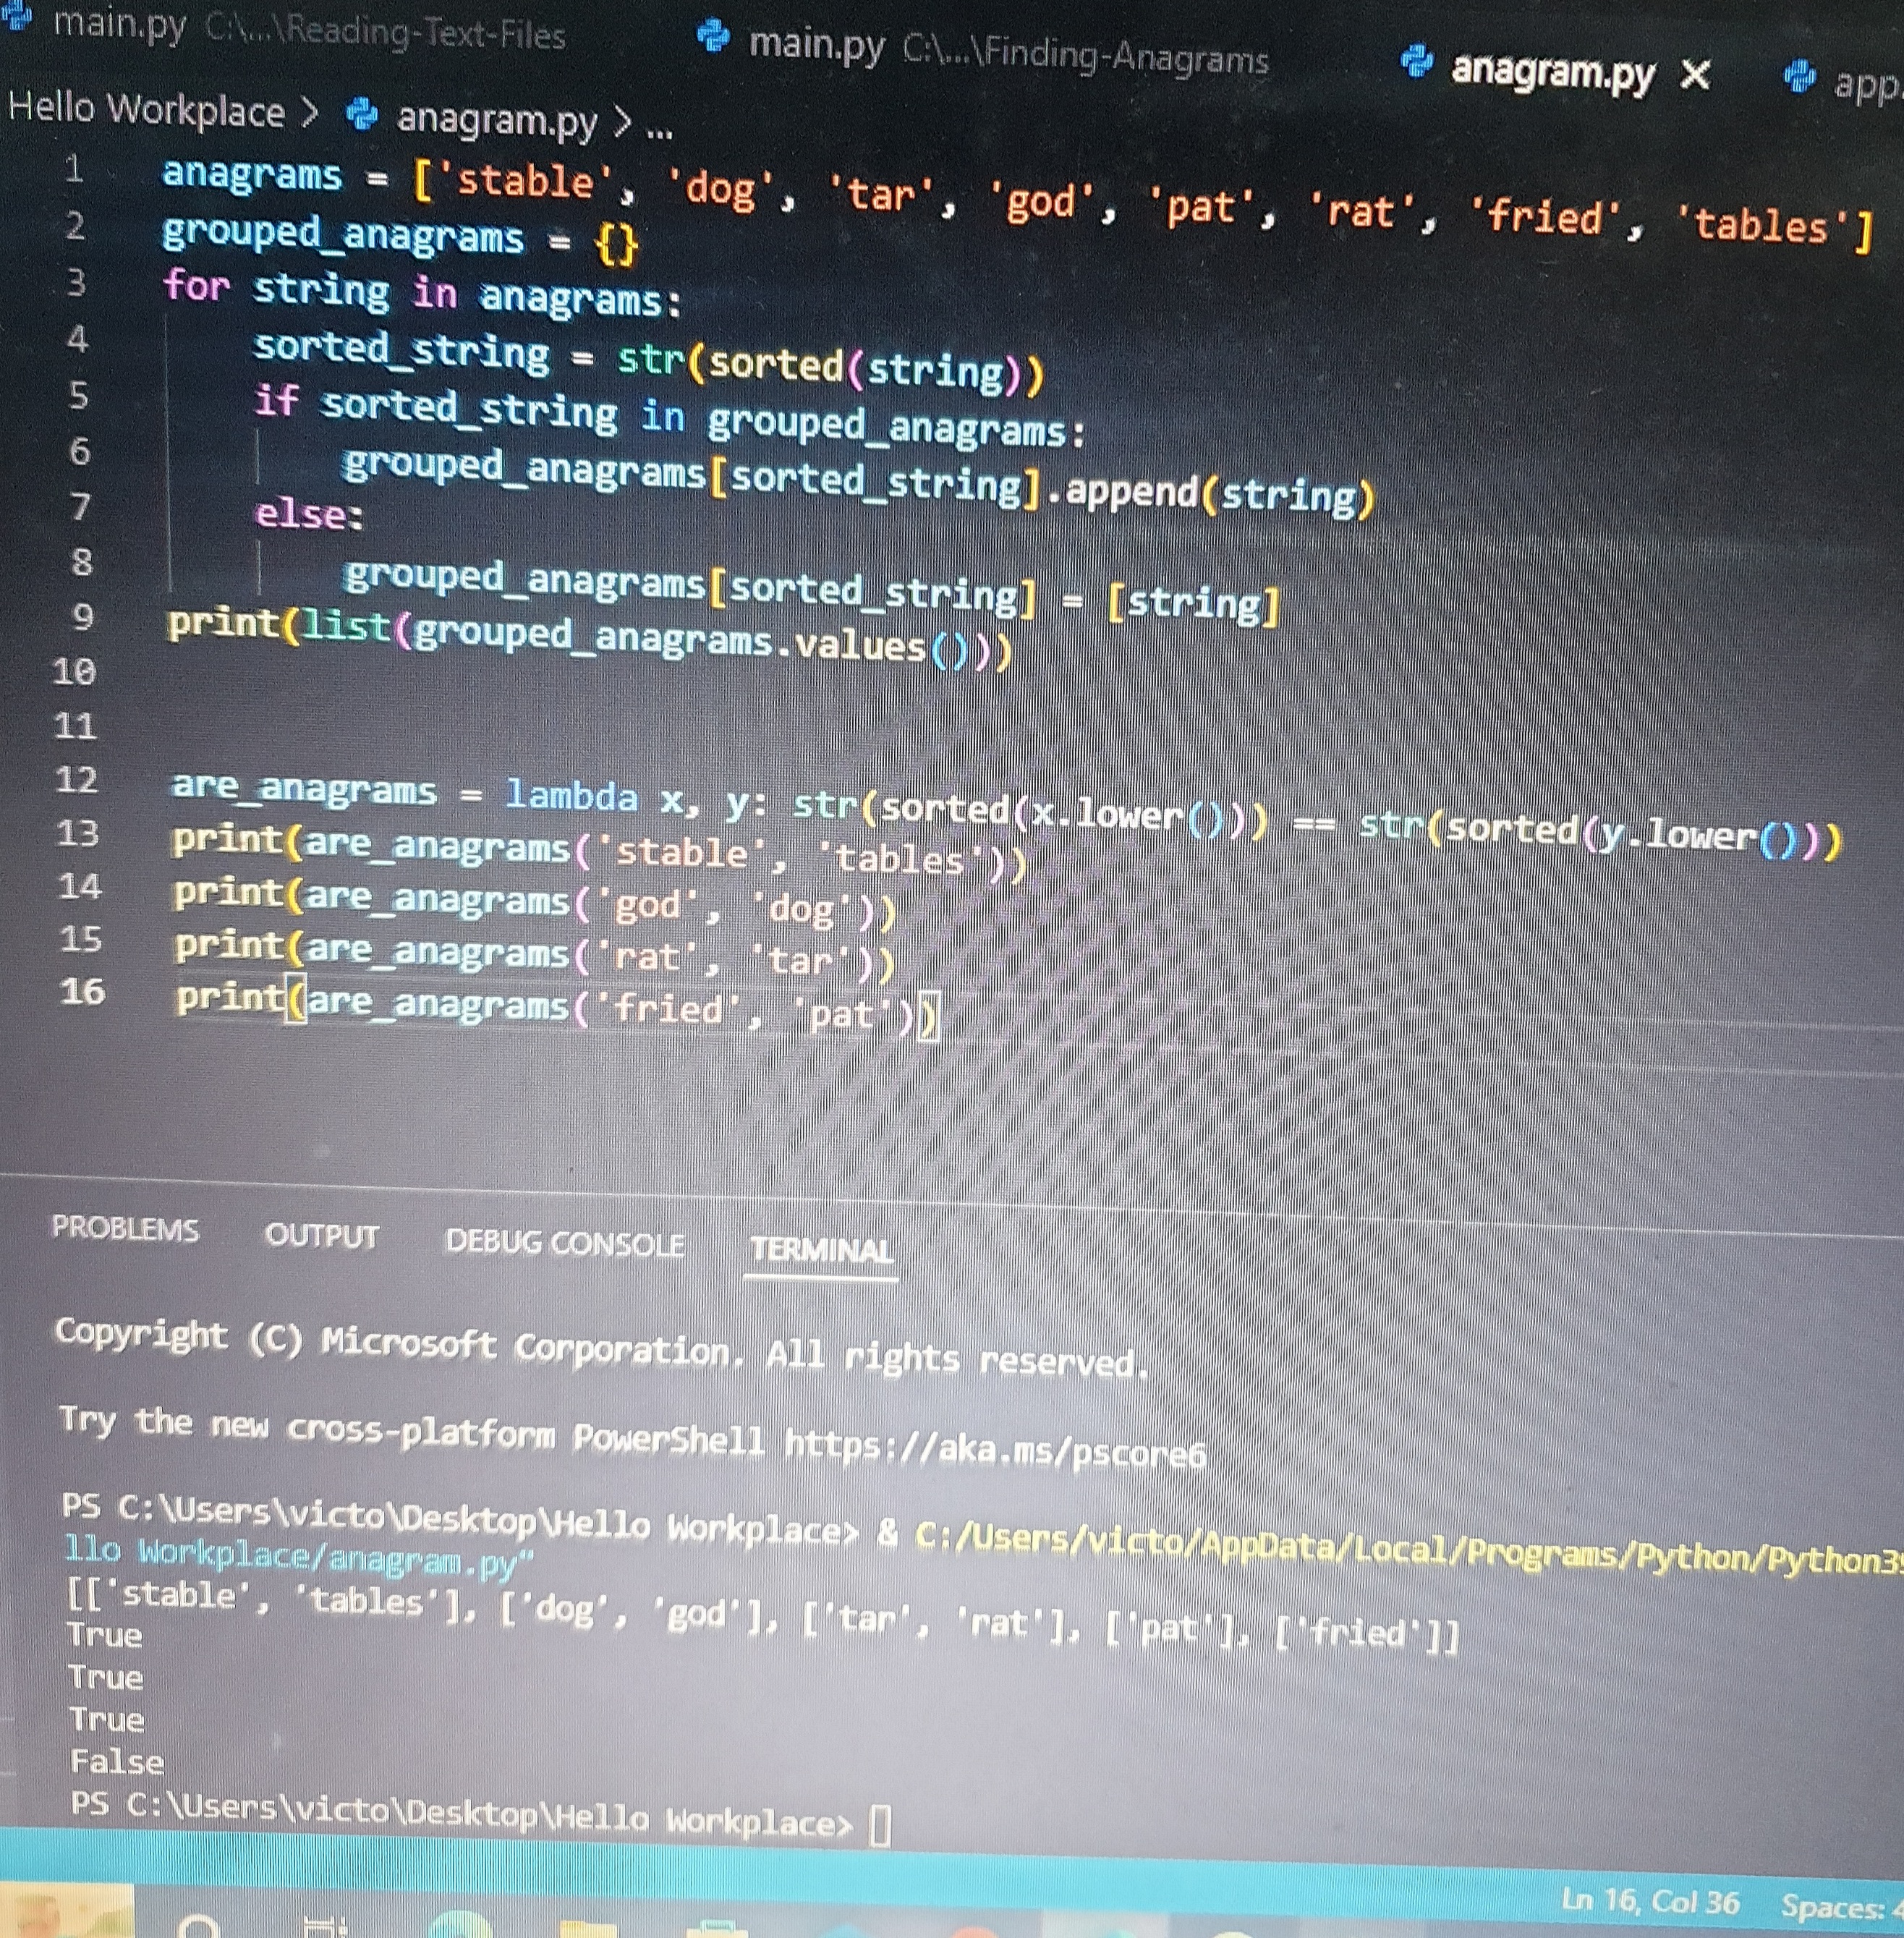 main.py C:\...\Reading-Text-Files main.py C:\...\Finding-Anagrams anagram.py X
Hello Workplace > anagram.py > ...
1 anagrams = ['stable', 'dog', 'tar', 'god', 'pat', 'rat', 'fried', 'tables']
2 grouped_anagrams = {}
3 for string in anagrams:
4 sorted_string = str(sorted(string))
5 if sorted_string in grouped_anagrams:
6 grouped_anagrams[sorted_string].append(string)
7 else:
8 grouped_anagrams[sorted_string] = [string]
9 print(list(grouped_anagrams.values()))
10
11
12 are_anagrams = lambda x, y: str(sorted(x.lower())) == str(sorted(y.lower()))
13 print(are_anagrams('stable', 'tables'))
14 print(are_anagrams('god', 'dog'))
15 print(are_anagrams('rat', 'tar'))
16 print(are_anagrams('fried', 'pat'))
PROBLEMS OUTPUT DEBUG CONSOLE TERMINAL
Copyright (C) Microsoft Corporation. All rights reserved.
Try the new cross-platform PowerShell https://aka.ms/pscore6
PS C:\Users\victo\Desktop\Hello Workplace> & C:/Users/victo/AppData/Local/Programs/Python/Python3
llo Workplace/anagram.py"
[['stable', 'tables'], ['dog', 'god'], ['tar', 'rat'], ['pat'], ['fried']]
True
True
True
False
PS C:\Users\victo\Desktop\Hello Workplace>
Ln 16, Col 36 Spaces: 4